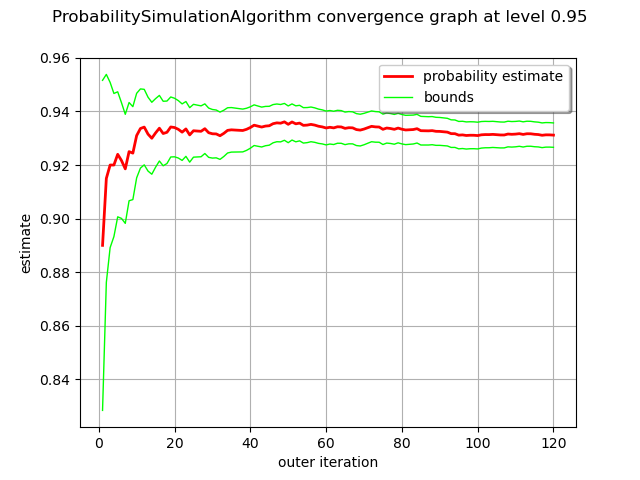 ProbabilitySimulationAlgorithm convergence graph at level 0.95
0.96
0.94
0.92
0.90
0.88
0.86
0.84
estimate
probability estimate
bounds
0 20 40 60 80 100 120
outer iteration